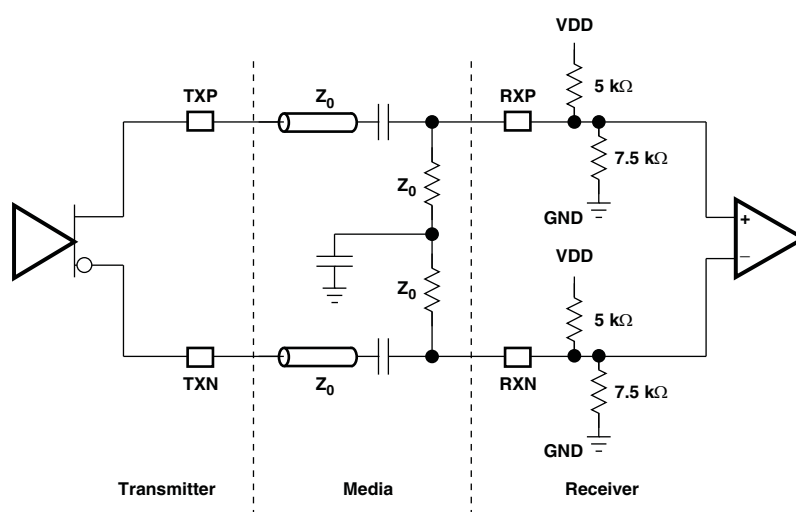 VDD
5 kΩ
TXP
Z0
RXP
7.5 kΩ
Z0
GND
+
VDD
–
Z0
5 kΩ
TXN
Z0
RXN
7.5 kΩ
GND
Transmitter
Media
Receiver